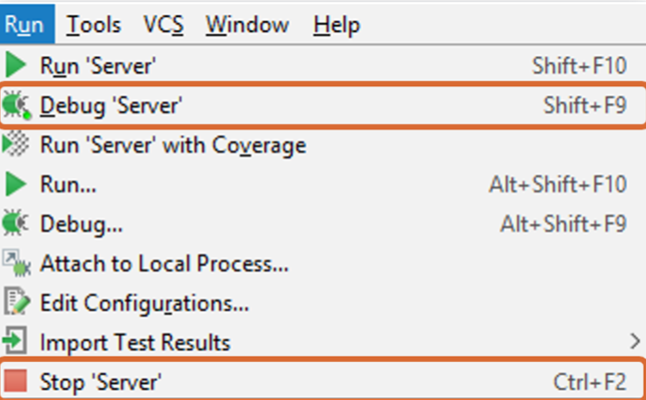 Run Tools VCS Window Help
Run 'Server' Shift+F10
Debug 'Server' Shift+F9
Run 'Server' with Coverage
Run... Alt+Shift+F10
Debug... Alt+Shift+F9
Attach to Local Process...
Edit Configurations...
Import Test Results
Stop 'Server' Ctrl+F2